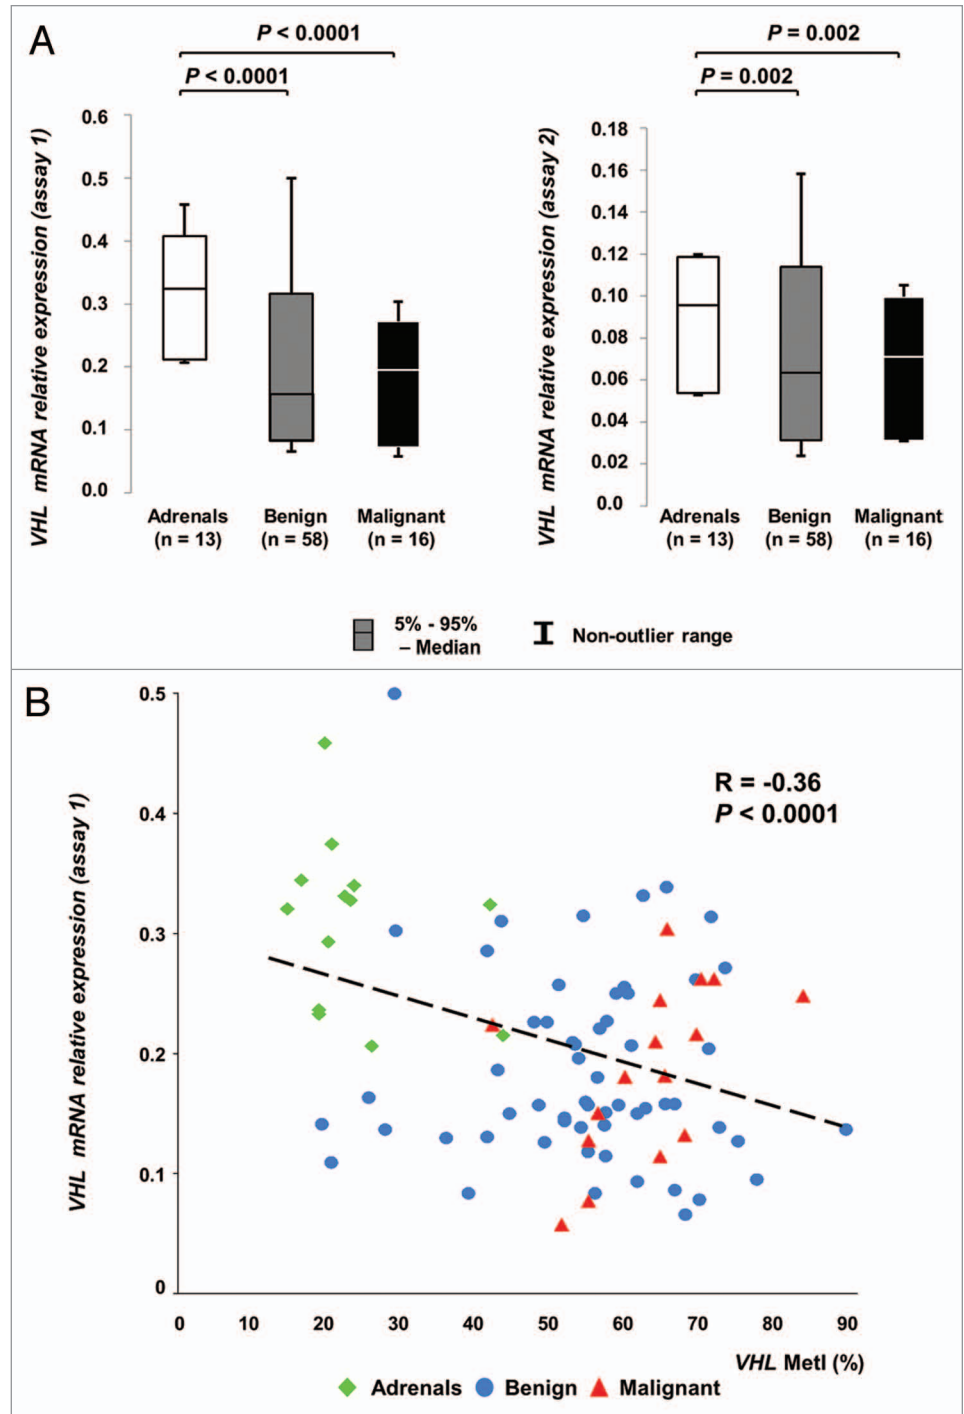 A
P < 0.0001
P < 0.0001
VHL mRNA relative expression (assay 1)
0.6
0.5
0.4
0.3
0.2
0.1
0.0
Adrenals Benign Malignant
(n = 13) (n = 58) (n = 16)
P = 0.002
P = 0.002
VHL mRNA relative expression (assay 2)
0.18
0.16
0.14
0.12
0.10
0.08
0.06
0.04
0.02
0.0
Adrenals Benign Malignant
(n = 13) (n = 58) (n = 16)
5% - 95%
– Median
Non-outlier range
B
R = -0.36
P < 0.0001
VHL mRNA relative expression (assay 1)
0.5
0.4
0.3
0.2
0.1
0
0 10 20 30 40 50 60 70 80 90
VHL MetI (%)
Adrenals Benign Malignant